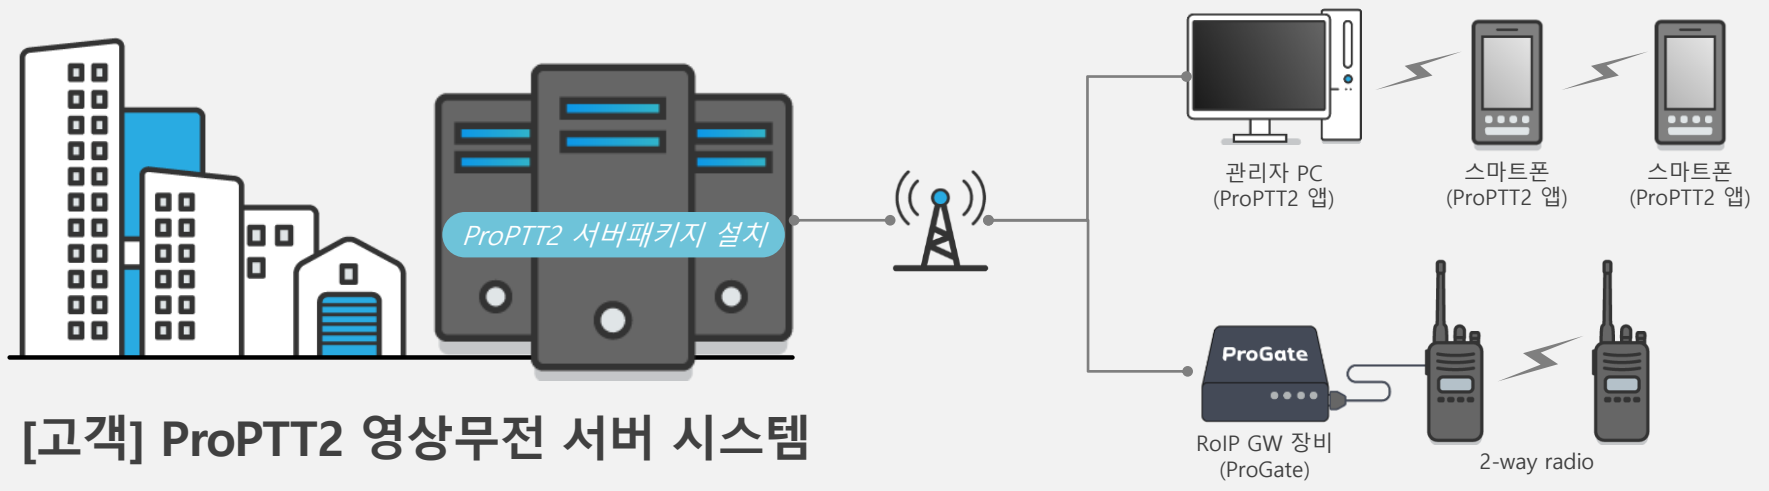 관리자 PC
(ProPTT2 앱)
스마트폰
(ProPTT2 앱)
스마트폰
(ProPTT2 앱)
ProPTT2 서버패키지 설치
ProGate
RoIP GW 장비
(ProGate)
2-way radio
[고객] ProPTT2 영상무전 서버 시스템